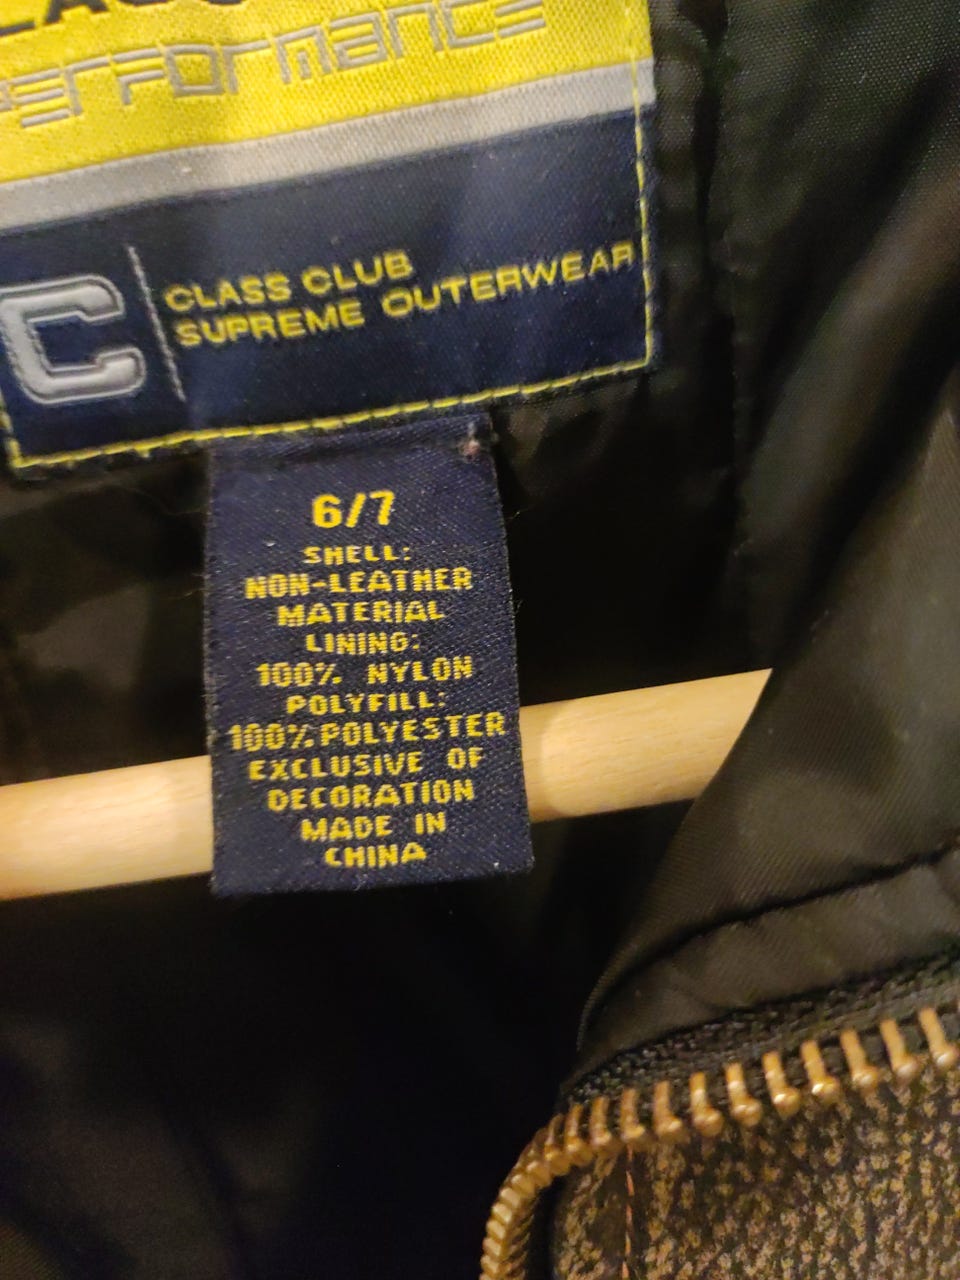 PERFORMANCE
C
CLASS CLUB
SUPREME OUTERWEAR
6/7
SHELL:
NON-LEATHER
MATERIAL
LINING:
100% NYLON
POLYFILL:
100% POLYESTER
EXCLUSIVE OF
DECORATION
MADE IN
CHINA